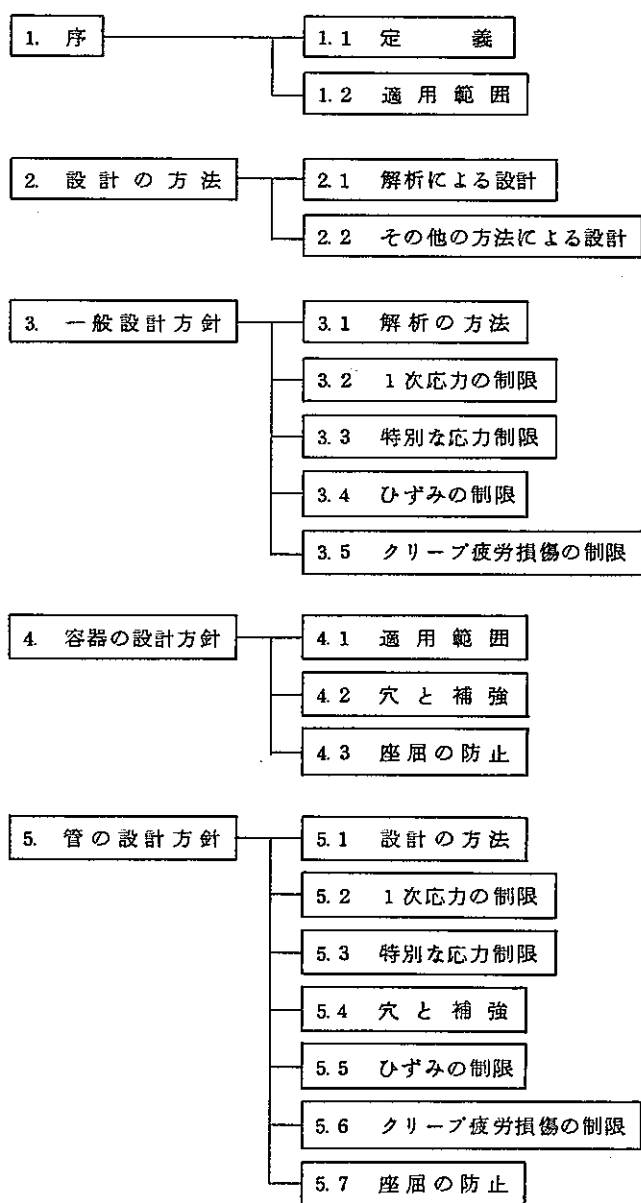 1. 序
1.1 定義
1.2 適用範囲
2. 設計の方法
2.1 解析による設計
2.2 その他の方法による設計
3. 一般設計方針
3.1 解析の方法
3.2 1次応力の制限
3.3 特別な応力制限
3.4 ひずみの制限
3.5 クリープ疲労損傷の制限
4. 容器の設計方針
4.1 適用範囲
4.2 穴と補強
4.3 座屈の防止
5. 管の設計方針
5.1 設計の方法
5.2 1次応力の制限
5.3 特別な応力制限
5.4 穴と補強
5.5 ひずみの制限
5.6 クリープ疲労損傷の制限
5.7 座屈の防止